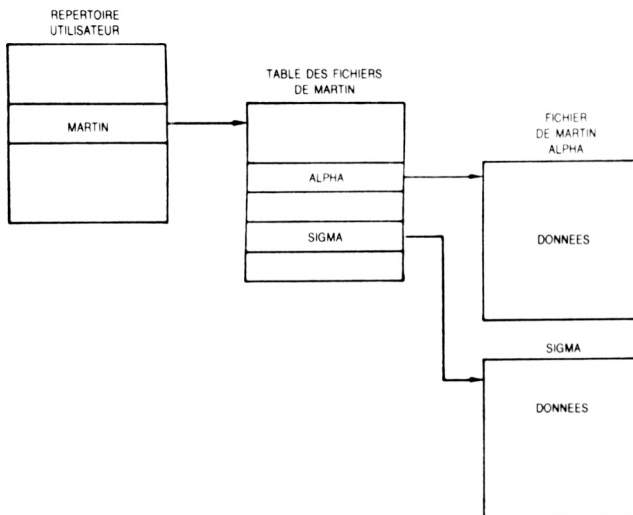 REPERTOIRE
UTILISATEUR
MARTIN
TABLE DES FICHIERS
DE MARTIN
ALPHA
SIGMA
FICHIER
DE MARTIN
ALPHA
DONNEES
SIGMA
DONNEES